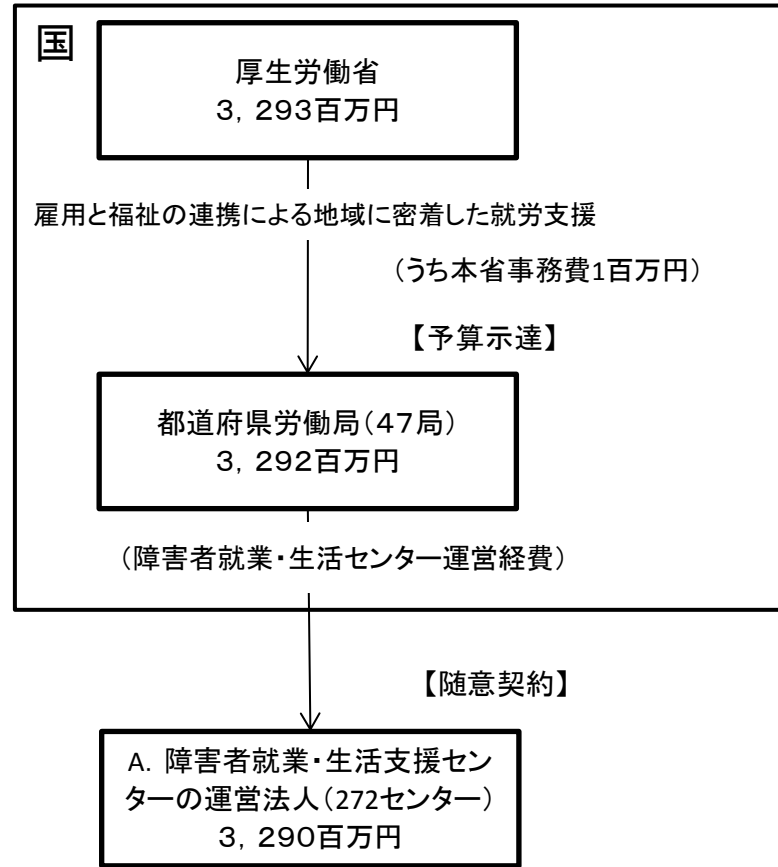 国
厚生労働省
3，293百万円
雇用と福祉の連携による地域に密着した就労支援
（うち本省事務費1百万円）
【予算示達】
都道府県労働局（47局）
3，292百万円
（障害者就業・生活センター運営経費）
【随意契約】
A. 障害者就業・生活支援セン
ターの運営法人（272センター）
3，290百万円